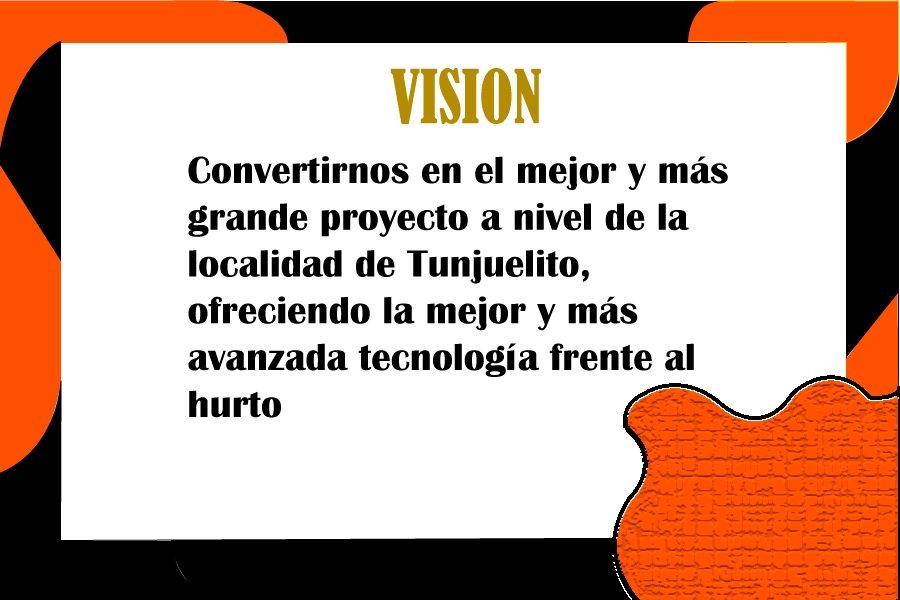 VISION
Convertirnos en el mejor y más
grande proyecto a nivel de la
localidad de Tunjuelito,
ofreciendo la mejor y más
avanzada tecnología frente al
hurto